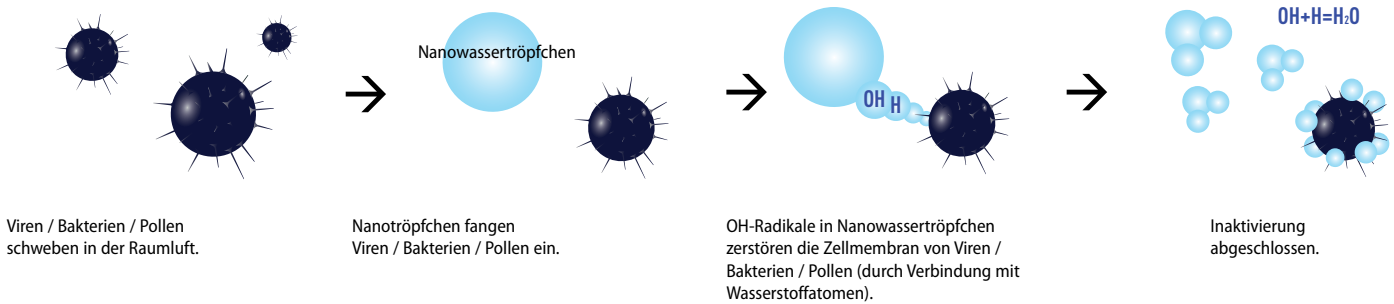 Nanowassertröpfchen
OH H
OH+H=H₂O
Viren / Bakterien / Pollen
schweben in der Raumluft.
Nanotröpfchen fangen
Viren / Bakterien / Pollen ein.
OH-Radikale in Nanowassertröpfchen
zerstören die Zellmembran von Viren /
Bakterien / Pollen (durch Verbindung mit
Wasserstoffatomen).
Inaktivierung
abgeschlossen.